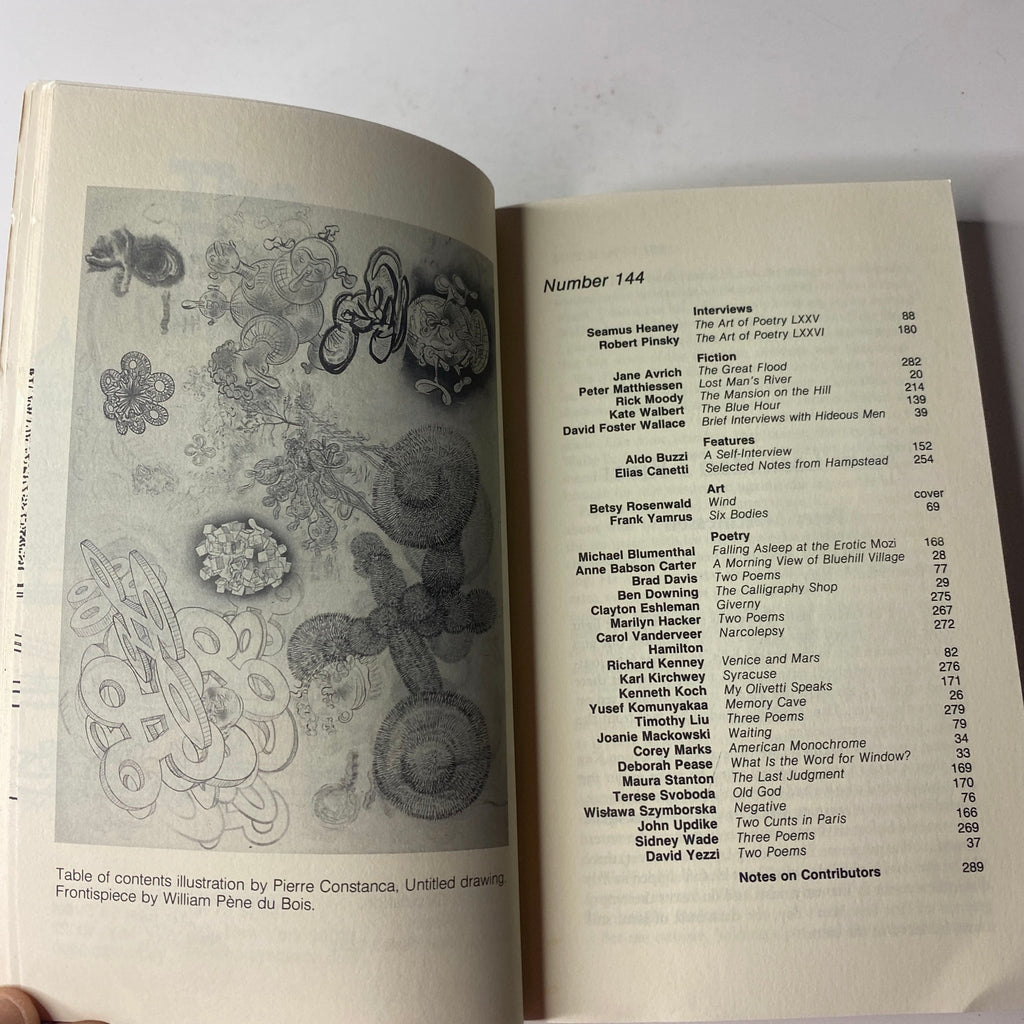 Table of contents illustration by Pierre Constanca, Untitled drawing.
Frontispiece by William Pène du Bois.
Number 144
Interviews
Seamus Heaney The Art of Poetry LXXV 88
Robert Pinsky The Art of Poetry LXXVI 180
Fiction
Jane Avrich The Great Flood 282
Peter Matthiessen Lost Man's River 20
Rick Moody The Mansion on the Hill 214
Kate Walbert The Blue Hour 139
David Foster Wallace Brief Interviews with Hideous Men 39
Features
Aldo Buzzi A Self-Interview 152
Elias Canetti Selected Notes from Hampstead 254
Art
Betsy Rosenwald Wind cover
Frank Yamrus Six Bodies 69
Poetry
Michael Blumenthal Falling Asleep at the Erotic Mozi 168
Anne Babson Carter A Morning View of Bluehill Village 28
Brad Davis Two Poems 77
Ben Downing The Calligraphy Shop 29
Clayton Eshleman Giverny 275
Marilyn Hacker Two Poems 267
Carol Vanderveer Narcolepsy 272
Hamilton
Richard Kenney Venice and Mars 82
Karl Kirchwey Syracuse 276
Kenneth Koch My Olivetti Speaks 171
Yusef Komunyakaa Memory Cave 26
Timothy Liu Three Poems 279
Joanie Mackowski Waiting 79
Corey Marks American Monochrome 34
Deborah Pease What Is the Word for Window? 33
Maura Stanton The Last Judgment 169
Terese Svoboda Old God 170
Wisława Szymborska Negative 76
John Updike Two Cunts in Paris 166
Sidney Wade Three Poems 269
David Yezzi Two Poems 37
Notes on Contributors 289